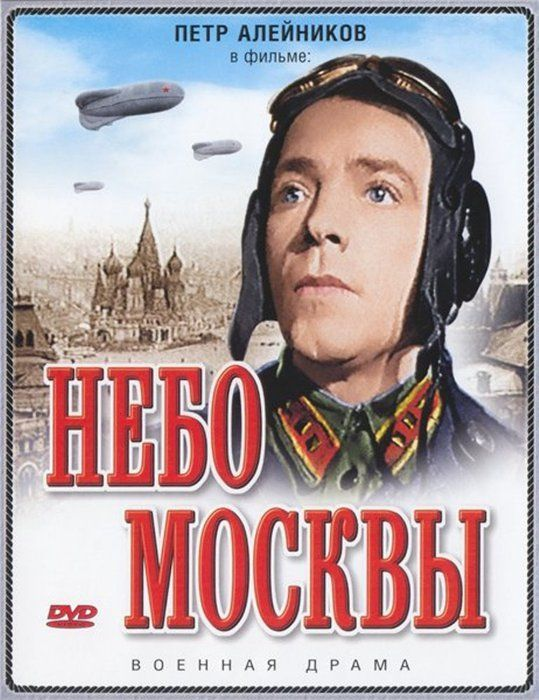 ПЕТР АЛЕЙНИКОВ
в фильме:
НЕБО
МОСКВЫ
DVD
ВОЕННАЯ ДРАМА